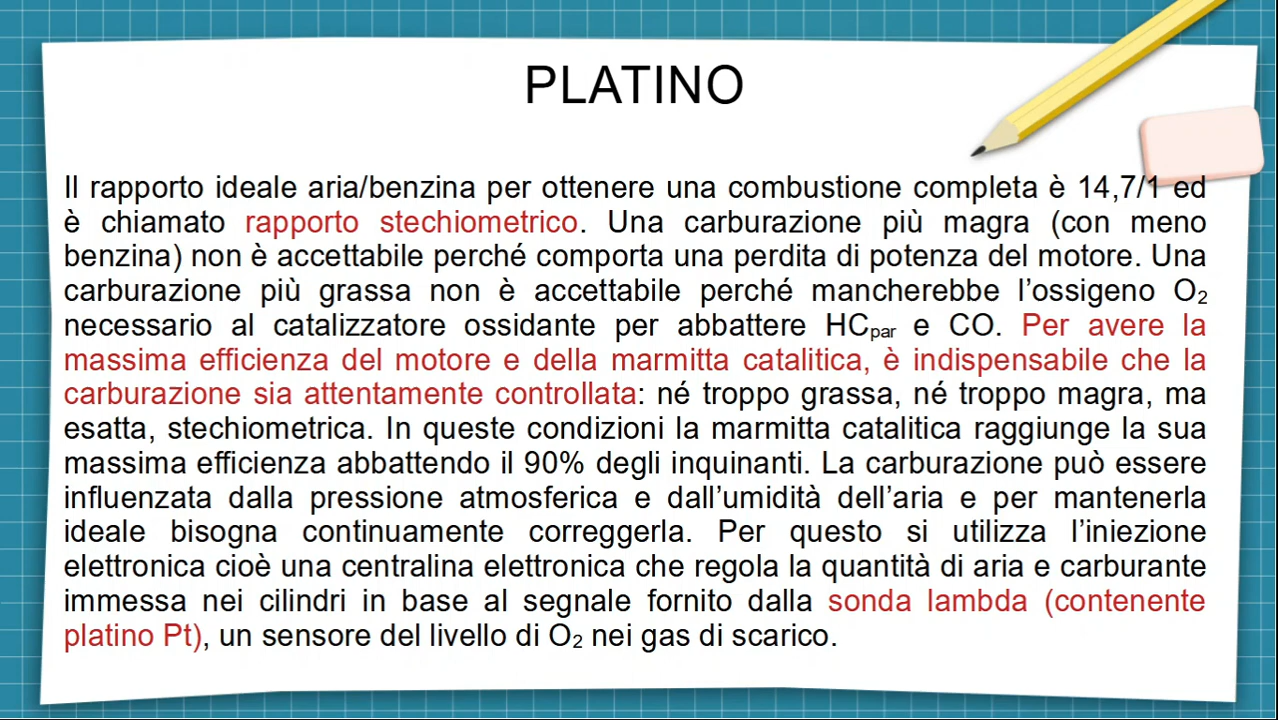 PLATINO
Il rapporto ideale aria/benzina per ottenere una combustione completa è 14,7/1 ed
è chiamato rapporto stechiometrico. Una carburazione più magra (con meno
benzina) non è accettabile perché comporta una perdita di potenza del motore. Una
carburazione più grassa non è accettabile perché mancherebbe l’ossigeno O₂
necessario al catalizzatore ossidante per abbattere HCpar e CO. Per avere la
massima efficienza del motore e della marmitta catalitica, è indispensabile che la
carburazione sia attentamente controllata: né troppo grassa, né troppo magra, ma
esatta, stechiometrica. In queste condizioni la marmitta catalitica raggiunge la sua
massima efficienza abbattendo il 90% degli inquinanti. La carburazione può essere
influenzata dalla pressione atmosferica e dall’umidità dell’aria e per mantenerla
ideale bisogna continuamente correggerla. Per questo si utilizza l’iniezione
elettronica cioè una centralina elettronica che regola la quantità di aria e carburante
immessa nei cilindri in base al segnale fornito dalla sonda lambda (contenente
platino Pt), un sensore del livello di O₂ nei gas di scarico.